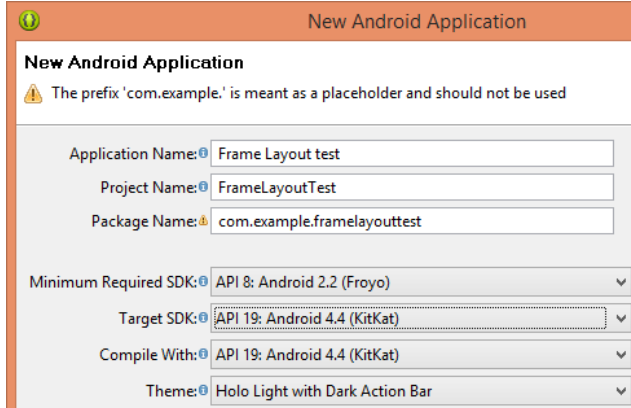 New Android Application
New Android Application
The prefix 'com.example.' is meant as a placeholder and should not be used
Application Name: Frame Layout test
Project Name: FrameLayoutTest
Package Name: com.example.framelayouttest
Minimum Required SDK: API 8: Android 2.2 (Froyo)
Target SDK: API 19: Android 4.4 (KitKat)
Compile With: API 19: Android 4.4 (KitKat)
Theme: Holo Light with Dark Action Bar